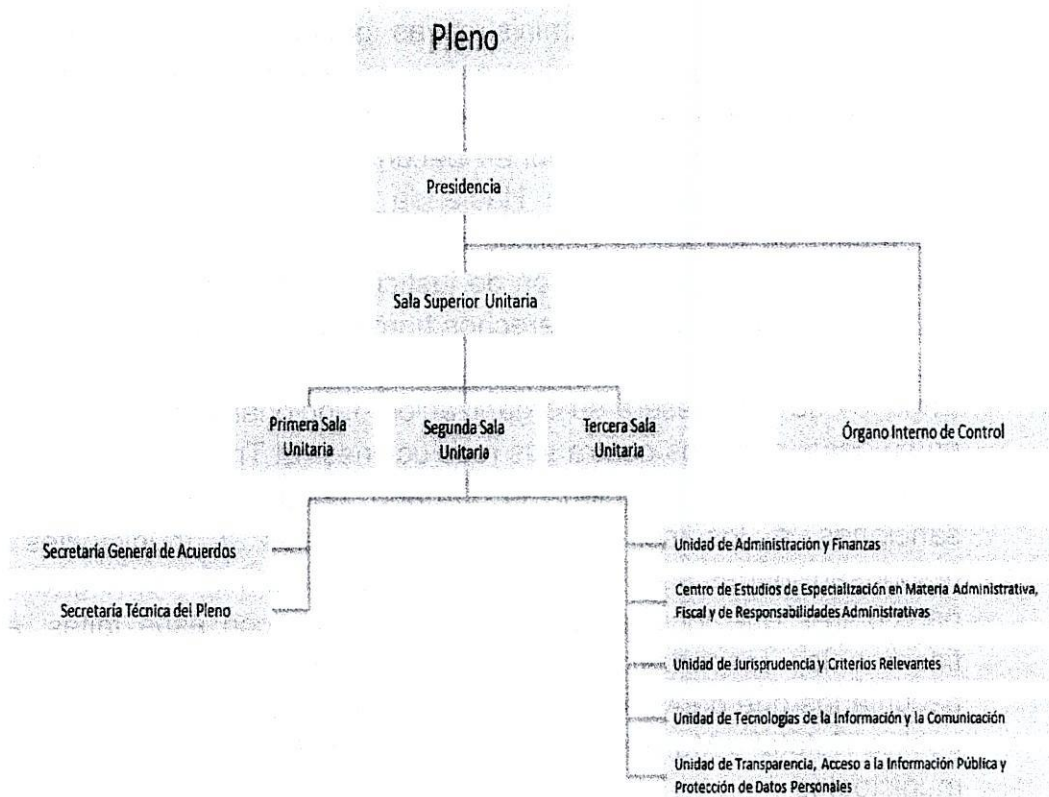 Pleno
Presidencia
Sala Superior Unitaria
Primera Sala
Unitaria
Segunda Sala
Unitaria
Tercera Sala
Unitaria
Órgano Interno de Control
Secretaría General de Acuerdos
Secretaría Técnica del Pleno
Unidad de Administración y Finanzas
Centro de Estudios de Especialización en Materia Administrativa,
Fiscal y de Responsabilidades Administrativas
Unidad de Jurisprudencia y Criterios Relevantes
Unidad de Tecnologías de la Información y la Comunicación
Unidad de Transparencia, Acceso a la Información Pública y
Protección de Datos Personales